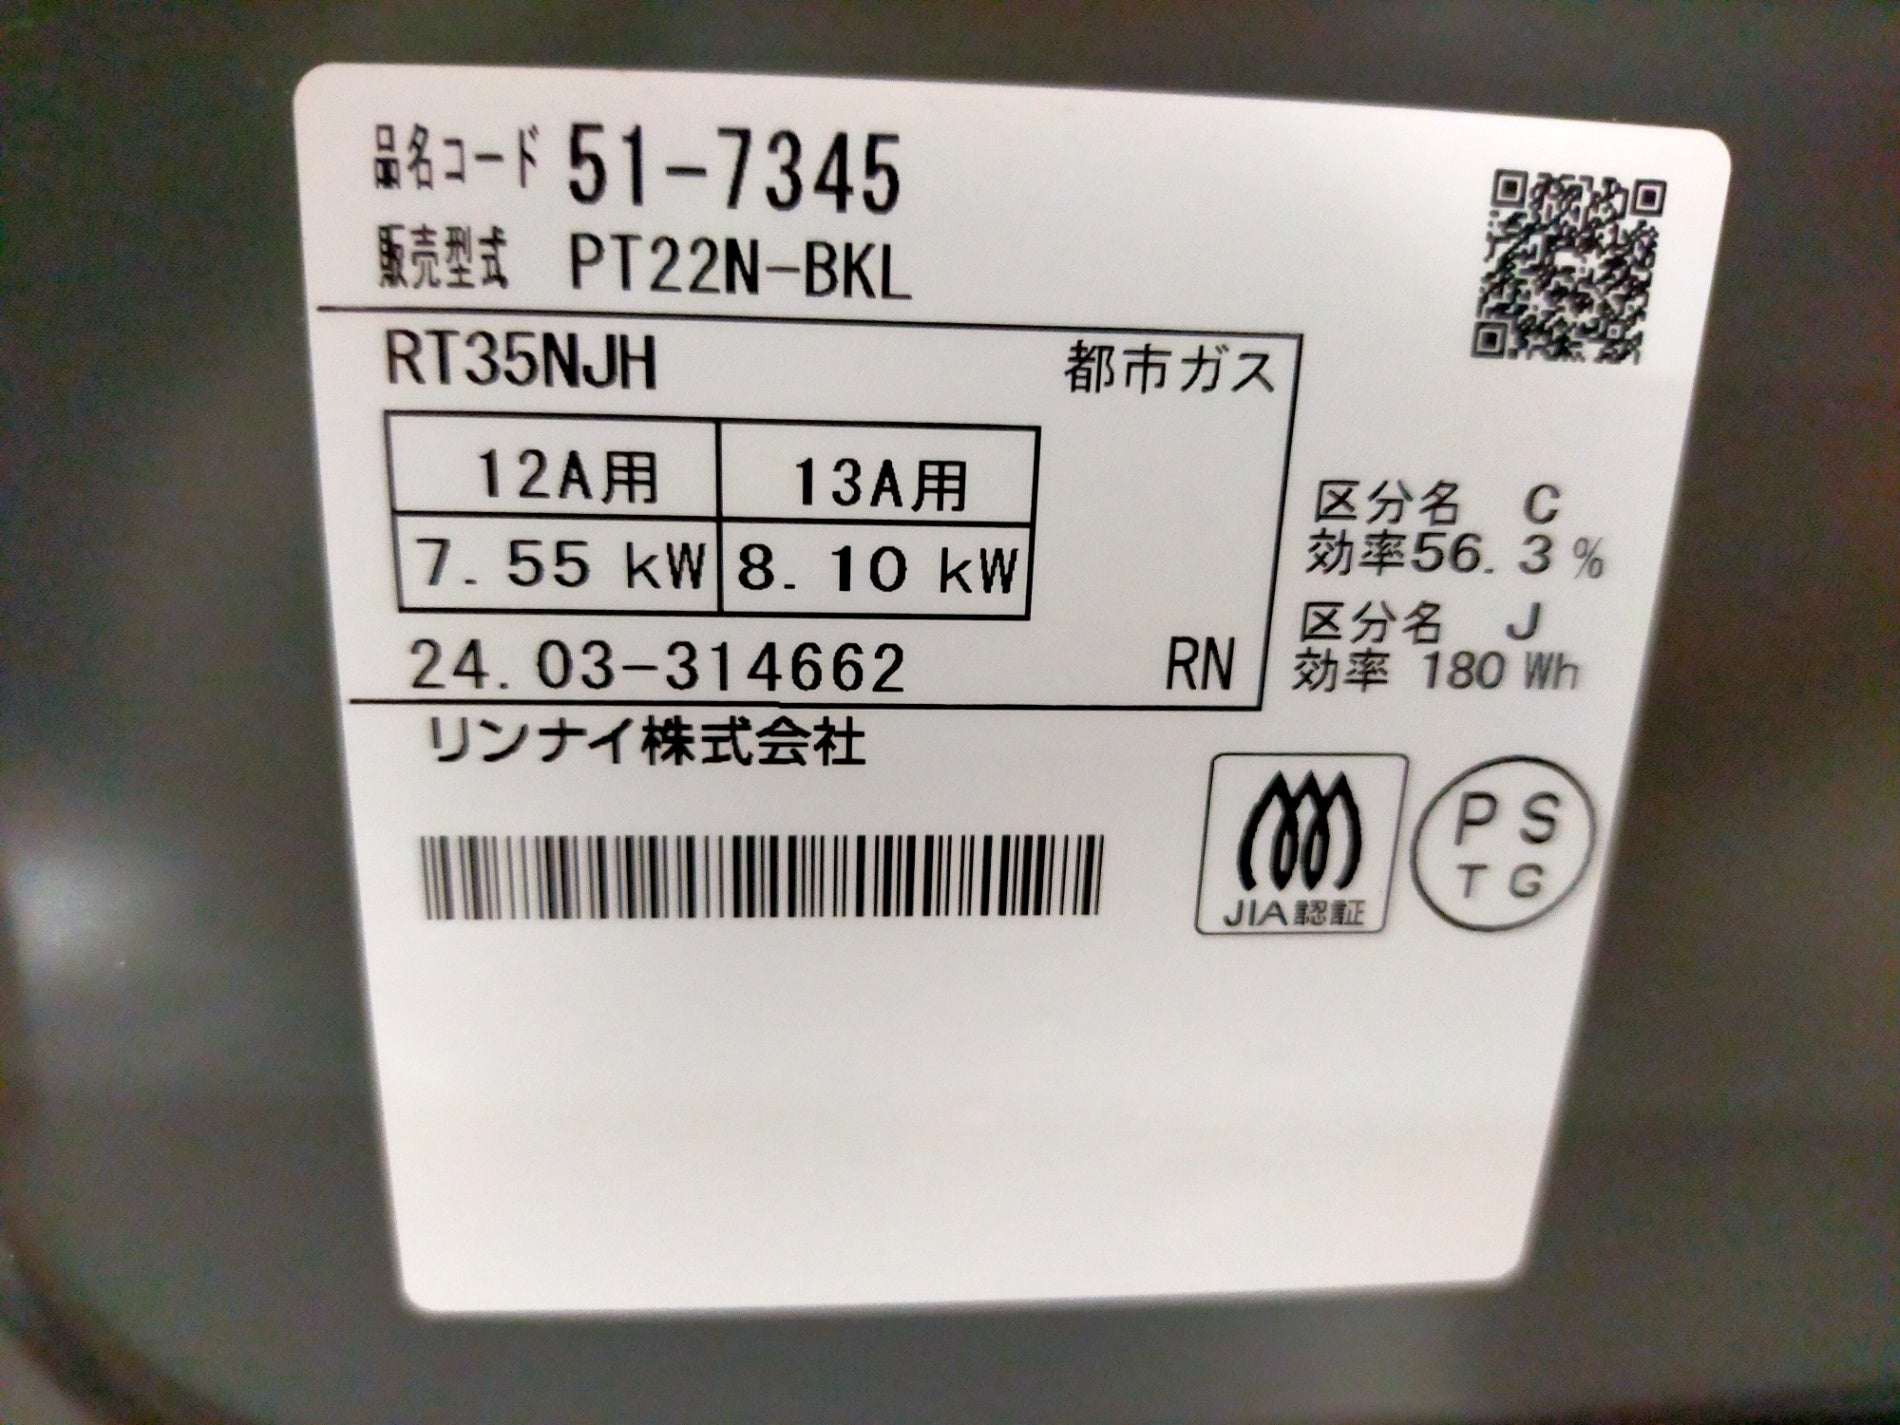 品名コード 51-7345
販売型式 PT22N-BKL
RT35NJH 都市ガス
12A用 13A用
7.55 kW 8.10 kW
24.03-314662 RN
リンナイ株式会社
区分名 C
効率56.3%
区分名 J
効率 180 Wh
JIA認証
PS
TG